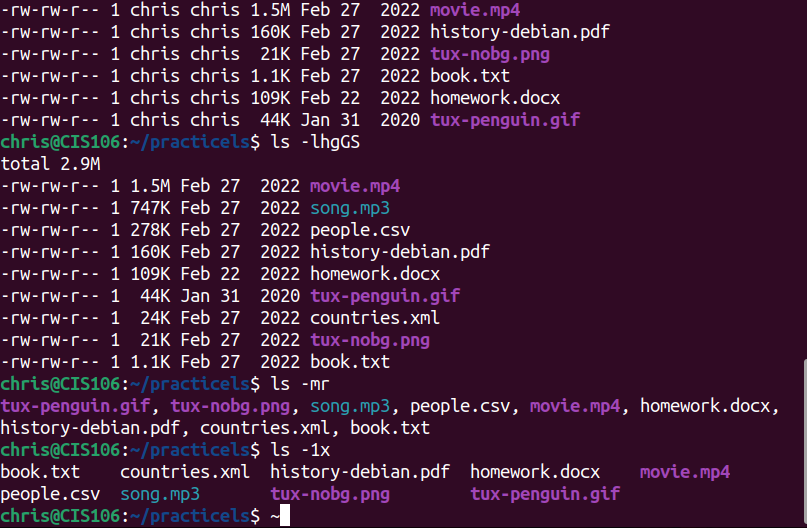 -rw-rw-r-- 1 chris chris 1.5M Feb 27  2022 movie.mp4
-rw-rw-r-- 1 chris chris 160K Feb 27  2022 history-debian.pdf
-rw-rw-r-- 1 chris chris  21K Feb 27  2022 tux-nobg.png
-rw-rw-r-- 1 chris chris 1.1K Feb 27  2022 book.txt
-rw-rw-r-- 1 chris chris 109K Feb 22  2022 homework.docx
-rw-rw-r-- 1 chris chris  44K Jan 31  2020 tux-penguin.gif
chris@CIS106:~/practicels$ ls -lhgGS
total 2.9M
-rw-rw-r-- 1 1.5M Feb 27  2022 movie.mp4
-rw-rw-r-- 1 747K Feb 27  2022 song.mp3
-rw-rw-r-- 1 278K Feb 27  2022 people.csv
-rw-rw-r-- 1 160K Feb 27  2022 history-debian.pdf
-rw-rw-r-- 1 109K Feb 22  2022 homework.docx
-rw-rw-r-- 1  44K Jan 31  2020 tux-penguin.gif
-rw-rw-r-- 1  24K Feb 27  2022 countries.xml
-rw-rw-r-- 1  21K Feb 27  2022 tux-nobg.png
-rw-rw-r-- 1 1.1K Feb 27  2022 book.txt
chris@CIS106:~/practicels$ ls -mr
tux-penguin.gif, tux-nobg.png, song.mp3, people.csv, movie.mp4, homework.docx,
history-debian.pdf, countries.xml, book.txt
chris@CIS106:~/practicels$ ls -1x
book.txt    countries.xml  history-debian.pdf  homework.docx    movie.mp4
people.csv  song.mp3       tux-nobg.png        tux-penguin.gif
chris@CIS106:~/practicels$ ~